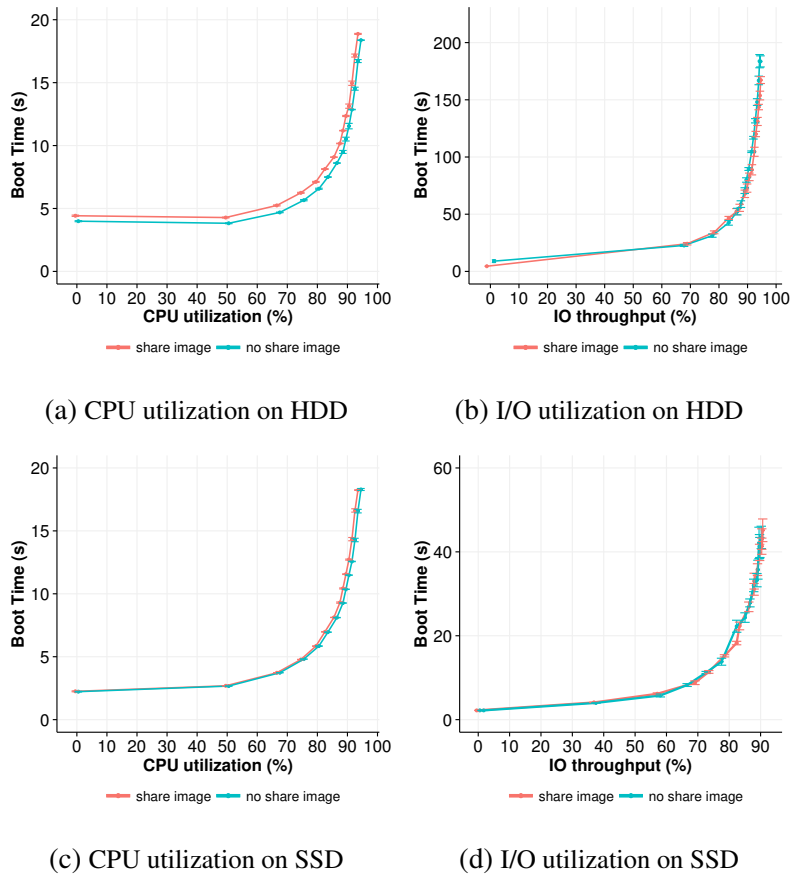 20
15
10
5
0
Boot Time (s)
0 10 20 30 40 50 60 70 80 90 100
CPU utilization (%)
share image no share image
(a) CPU utilization on HDD
200
150
100
50
0
Boot Time (s)
0 10 20 30 40 50 60 70 80 90 100
IO throughput (%)
share image no share image
(b) I/O utilization on HDD
20
15
10
5
0
Boot Time (s)
0 10 20 30 40 50 60 70 80 90 100
CPU utilization (%)
share image no share image
(c) CPU utilization on SSD
60
40
20
0
Boot Time (s)
0 10 20 30 40 50 60 70 80 90
IO throughput (%)
share image no share image
(d) I/O utilization on SSD